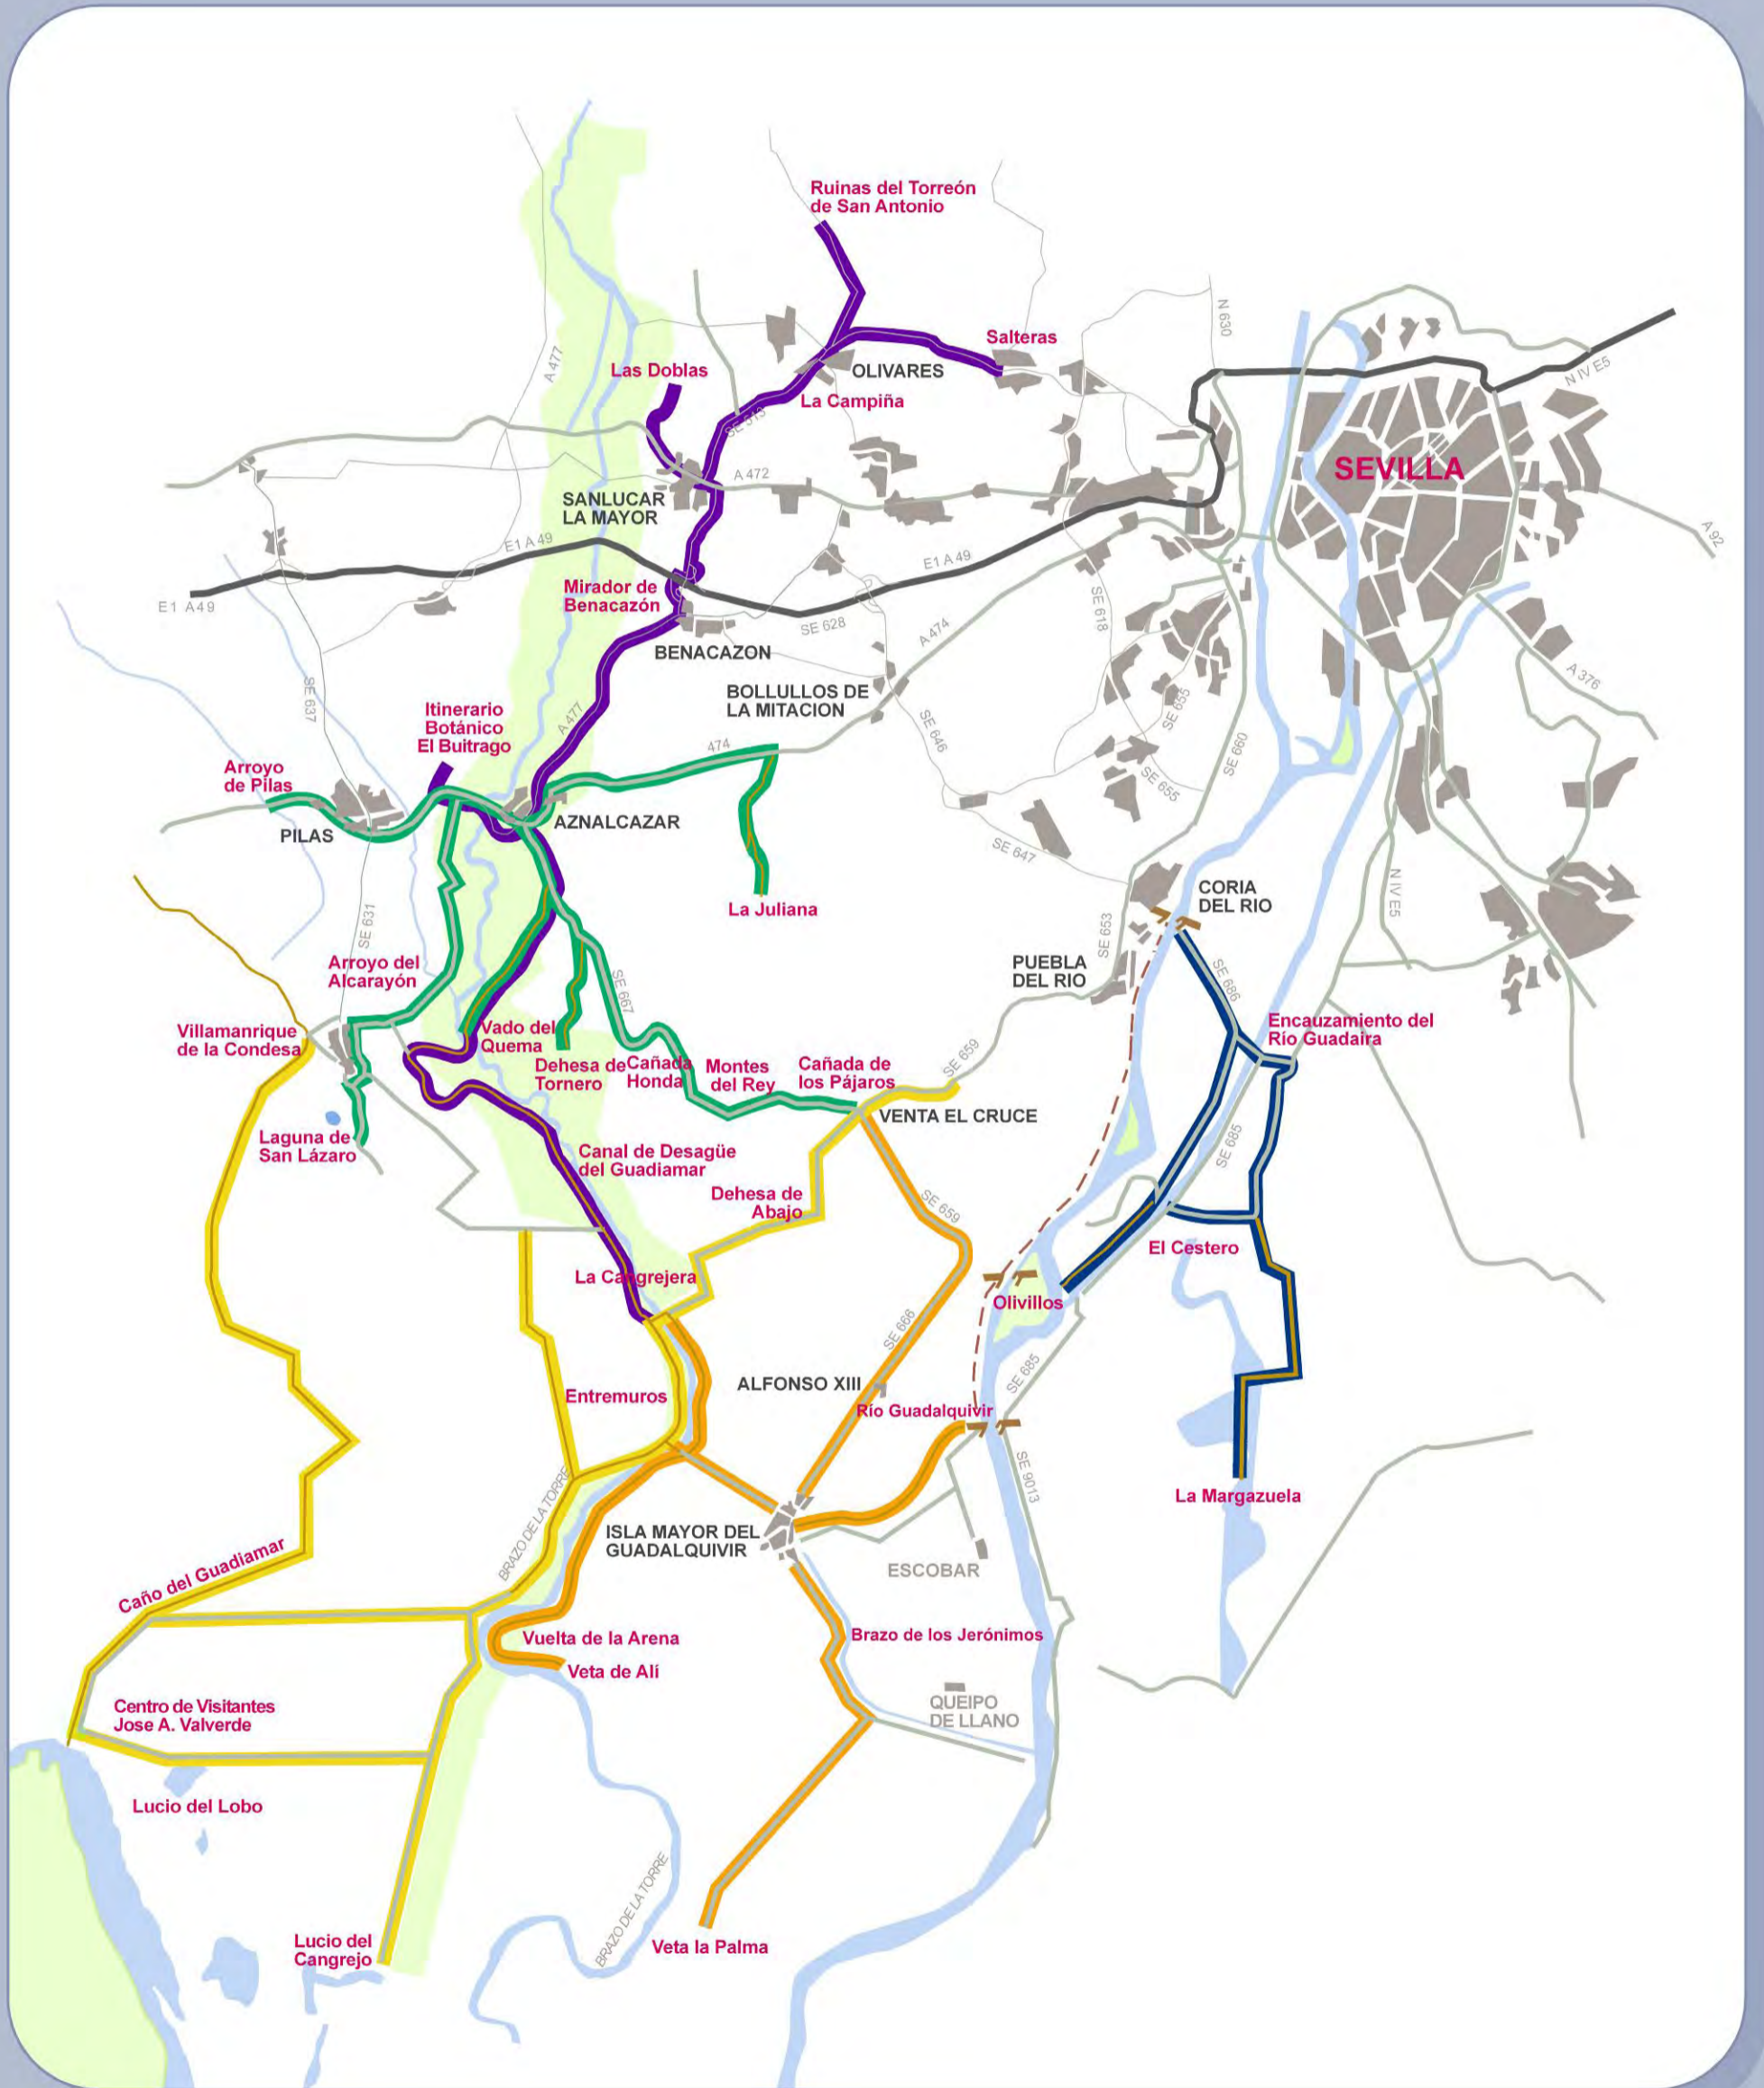 Ruinas del Torreón
de San Antonio
N 630
Salteras
A 477
Las Doblas
OLIVARES
N IV E5
La Campiña
SE 513
SEVILLA
A 472
SANLUCAR
LA MAYOR
A 92
E1 A 49
E1 A 49
Mirador de
Benacazón
E1 A49
SE 628
SE 618
A 474
BENACAZON
A 376
BOLLULLOS DE
LA MITACION
SE 637
Itinerario
Botánico
El Buitrago
A 477
SE 646
SE 655
474
SE 660
Arroyo
de Pilas
SE 655
PILAS
AZNALCAZAR
SE 647
CORIA
DEL RIO
N IV E5
La Juliana
SE 631
SE 653
Arroyo del
Alcarayón
PUEBLA
DEL RIO
SE 667
SE 686
Villamanrique
de la Condesa
Vado del
Quema
Encauzamiento del
Río Guadaira
Dehesa de
Tornero
Cañada
Honda
Montes
del Rey
Cañada de
los Pájaros
SE 659
VENTA EL CRUCE
Laguna de
San Lázaro
Canal de Desagüe
del Guadiamar
SE 685
Dehesa de
Abajo
SE 659
El Cestero
La Cangrejera
Olivillos
SE 666
SE 685
ALFONSO XIII
Entremuros
Río Guadalquivir
SE 9013
La Margazuela
BRAZO DE LA TORRE
ISLA MAYOR DEL
GUADALQUIVIR
ESCOBAR
Caño del Guadiamar
Vuelta de la Arena
Brazo de los Jerónimos
Veta de Alí
Centro de Visitantes
Jose A. Valverde
QUEIPO
DE LLANO
Lucio del Lobo
BRAZO DE LA TORRE
Lucio del
Cangrejo
Veta la Palma